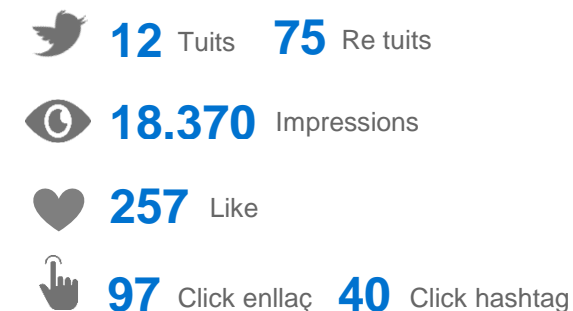 12 Tuits 75 Re tuits
18.370 Impressions
257 Like
97 Click enllaç 40 Click hashtag